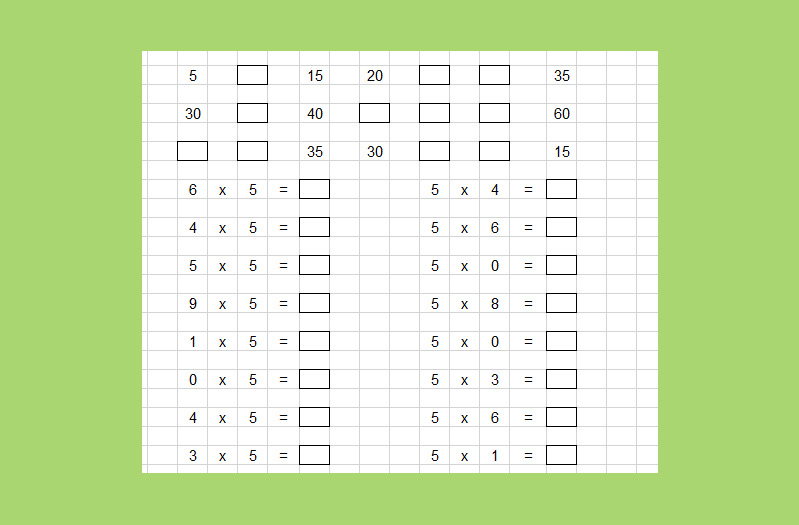 5 15 20 35
30 40 60
35 30 15
6 x 5 = 5 x 4 =
4 x 5 = 5 x 6 =
5 x 5 = 5 x 0 =
9 x 5 = 5 x 8 =
1 x 5 = 5 x 0 =
0 x 5 = 5 x 3 =
4 x 5 = 5 x 6 =
3 x 5 = 5 x 1 =